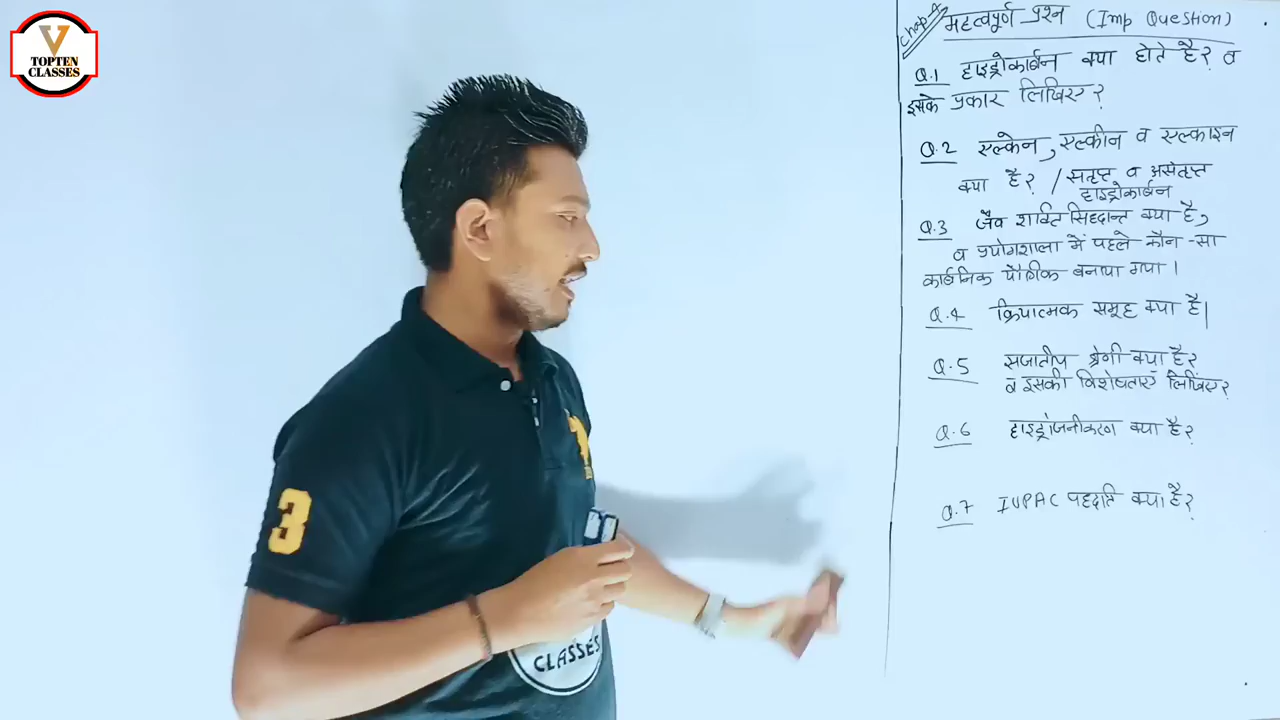 V
TOPTEN
CLASSES
Chap 4
महत्वपूर्ण प्रश्न (Imp Question)
Q.1 हाइड्रोकार्बन क्या होते है? व
इसके प्रकार लिखिए?
Q.2 एल्केन, एल्कीन व एल्काइन
क्या है? / सतृप्त व असंतृप्त
हाइड्रोकार्बन
Q.3 जैव शक्ति सिद्दान्त क्या है,
व प्रयोगशाला में पहले कौन-सा
कार्बनिक यौगिक बनाया गया।
Q.4 क्रियात्मक समूह क्या है|
Q.5 सजातीय श्रेणी क्या है?
व इसकी विशेषताएँ लिखिए?
Q.6 हाइड्रोजनीकरण क्या है?
Q.7 IUPAC पद्दति क्या है?
3
CLASSES